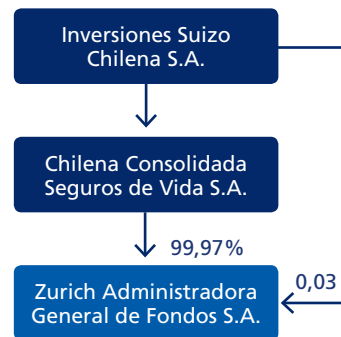 Inversiones Suizo
Chilena S.A.
Chilena Consolidada
Seguros de Vida S.A.
99,97%
Zurich Administradora
General de Fondos S.A.
0,03